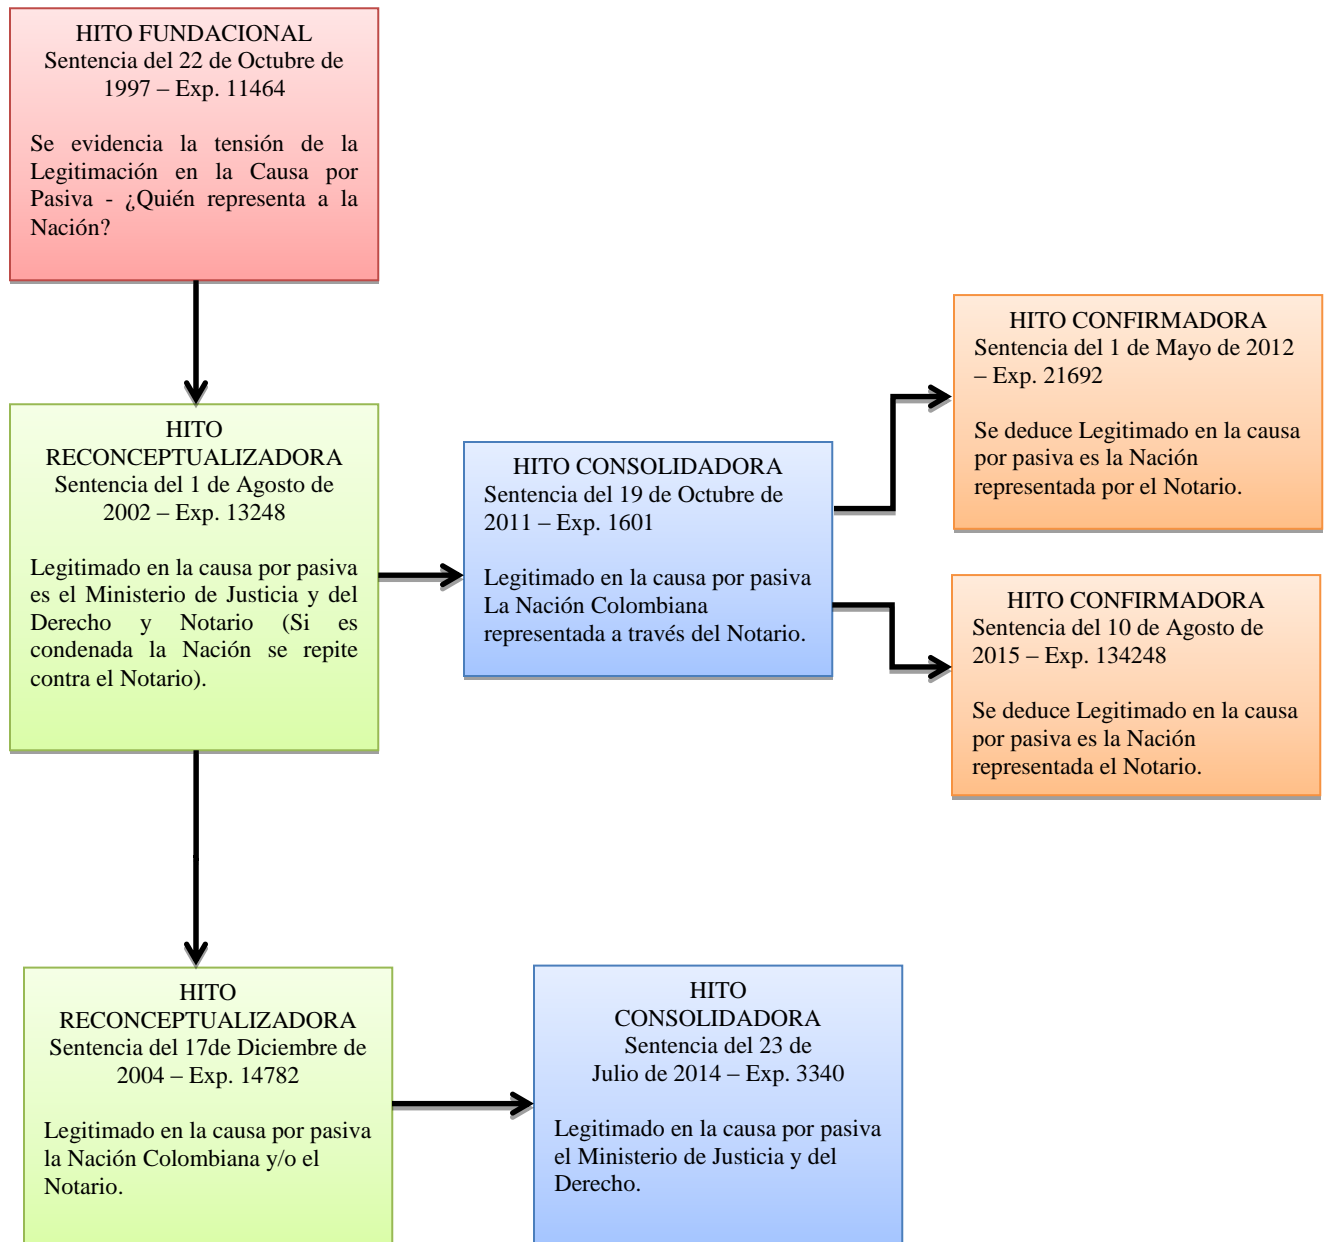 HITO FUNDACIONAL
Sentencia del 22 de Octubre de
1997 – Exp. 11464
Se evidencia la tensión de la
Legitimación en la Causa por
Pasiva - ¿Quién representa a la
Nación?
HITO
RECONCEPTUALIZADORA
Sentencia del 1 de Agosto de
2002 – Exp. 13248
Legitimado en la causa por pasiva
es el Ministerio de Justicia y del
Derecho y Notario (Si es
condenada la Nación se repite
contra el Notario).
HITO CONSOLIDADORA
Sentencia del 19 de Octubre de
2011 – Exp. 1601
Legitimado en la causa por pasiva
La Nación Colombiana
representada a través del Notario.
HITO CONFIRMADORA
Sentencia del 1 de Mayo de 2012
– Exp. 21692
Se deduce Legitimado en la causa
por pasiva es la Nación
representada por el Notario.
HITO CONFIRMADORA
Sentencia del 10 de Agosto de
2015 – Exp. 134248
Se deduce Legitimado en la causa
por pasiva es la Nación
representada el Notario.
HITO
RECONCEPTUALIZADORA
Sentencia del 17de Diciembre de
2004 – Exp. 14782
Legitimado en la causa por pasiva
la Nación Colombiana y/o el
Notario.
HITO
CONSOLIDADORA
Sentencia del 23 de
Julio de 2014 – Exp. 3340
Legitimado en la causa por pasiva
el Ministerio de Justicia y del
Derecho.